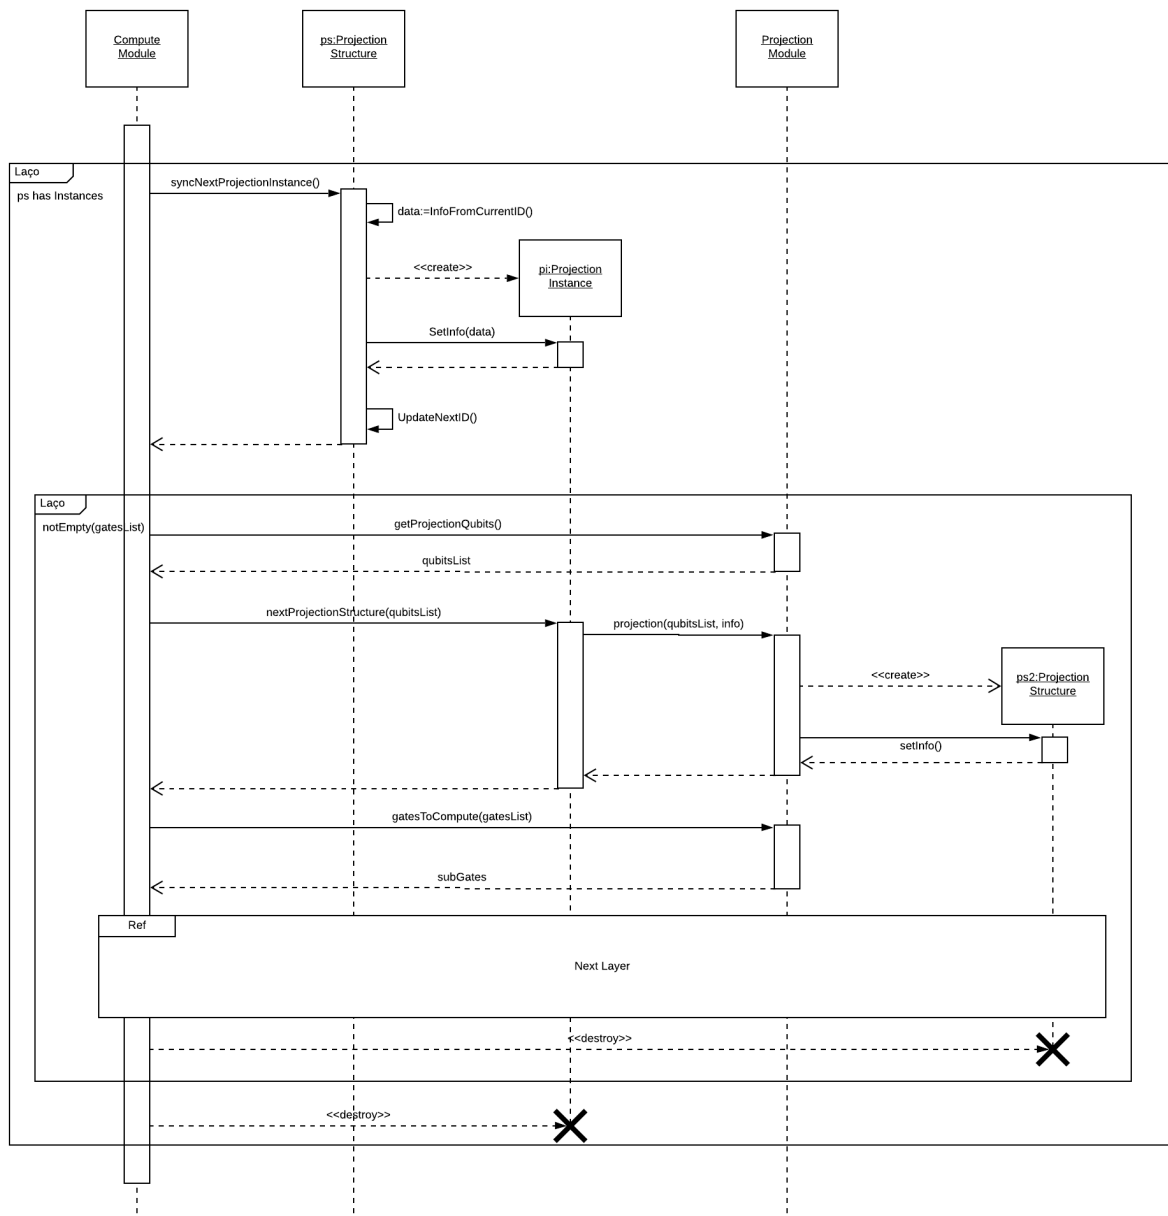 Compute
Module
ps:Projection
Structure
Projection
Module
Laço
ps has Instances
syncNextProjectionInstance()
data:=InfoFromCurrentID()
<<create>>
pi:Projection
Instance
SetInfo(data)
UpdateNextID()
Laço
notEmpty(gatesList)
getProjectionQubits()
qubitsList
nextProjectionStructure(qubitsList)
projection(qubitsList, info)
<<create>>
ps2:Projection
Structure
setInfo()
gatesToCompute(gatesList)
subGates
Ref
Next Layer
<<destroy>>
<<destroy>>